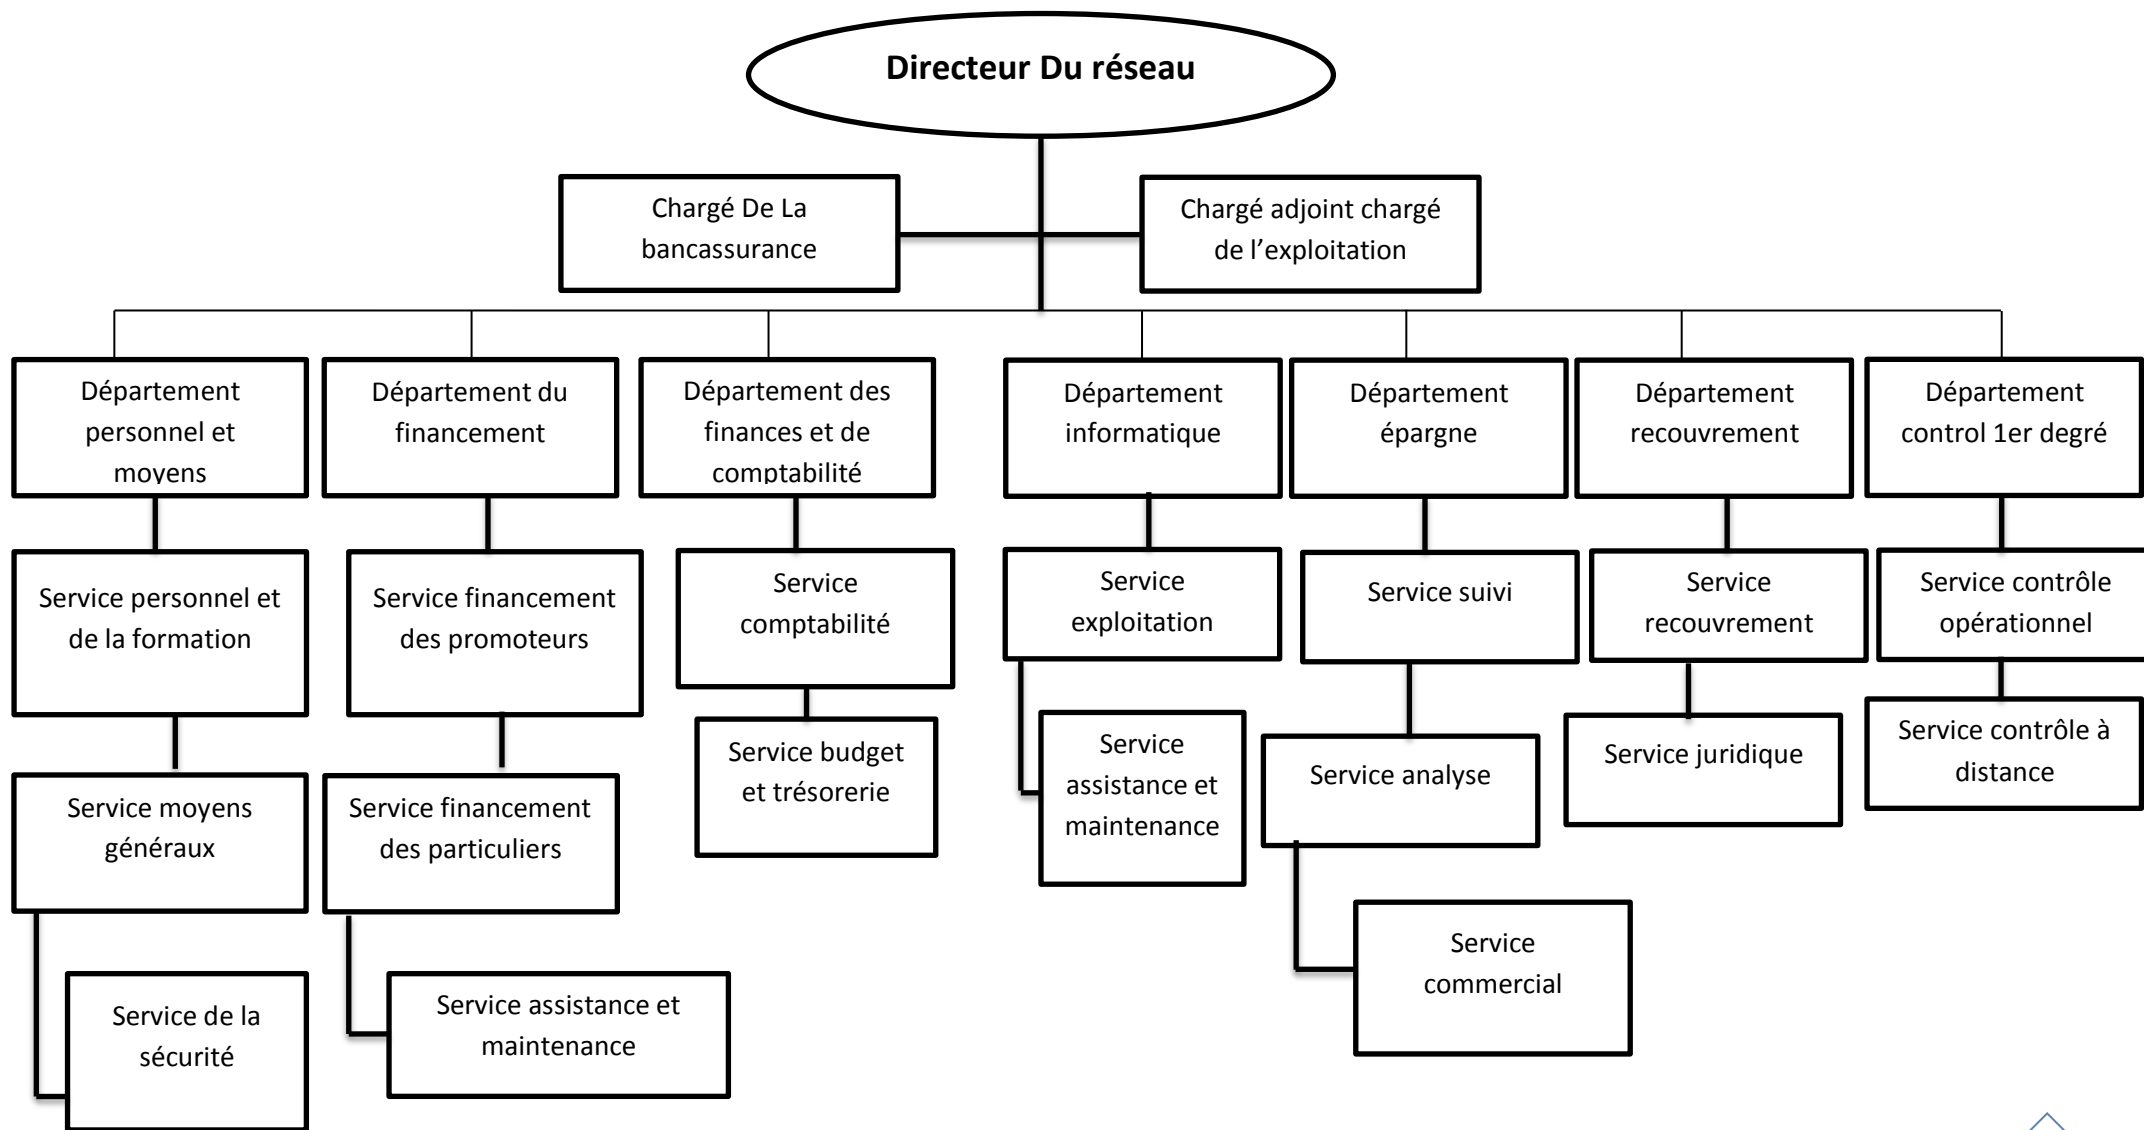 Directeur Du réseau
Chargé De La
bancassurance
Chargé adjoint chargé
de l’exploitation
Département
personnel et
moyens
Département du
financement
Département des
finances et de
comptabilité
Département
informatique
Département
épargne
Département
recouvrement
Département
control 1er degré
Service personnel et
de la formation
Service financement
des promoteurs
Service
comptabilité
Service
exploitation
Service suivi
Service
recouvrement
Service contrôle
opérationnel
Service moyens
généraux
Service financement
des particuliers
Service budget
et trésorerie
Service
assistance et
maintenance
Service analyse
Service juridique
Service contrôle à
distance
Service de la
sécurité
Service assistance et
maintenance
Service
commercial